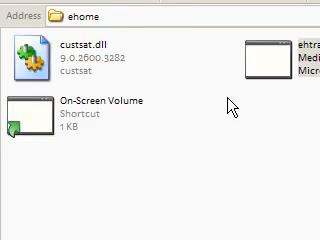 Address ehome
custsat.dll
9.0.2600.3282
custsat
ehtra
Medi
Micr
On-Screen Volume
Shortcut
1 KB